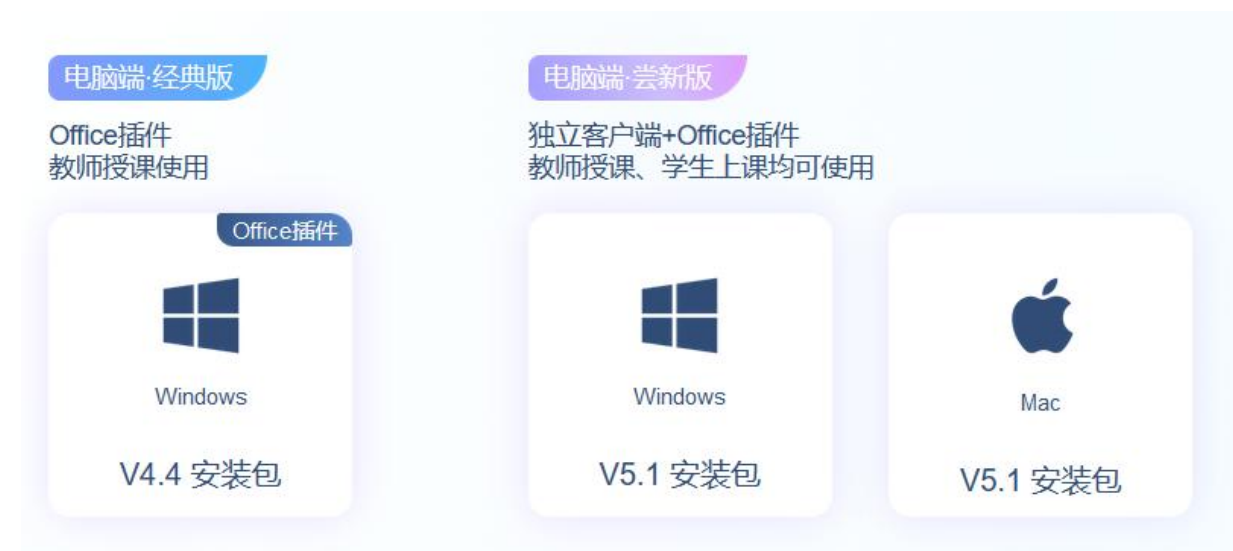 电脑端·经典版
Office插件
教师授课使用
Office插件
Windows
V4.4 安装包
电脑端·尝新版
独立客户端+Office插件
教师授课、学生上课均可使用
Windows
V5.1 安装包
Mac
V5.1 安装包